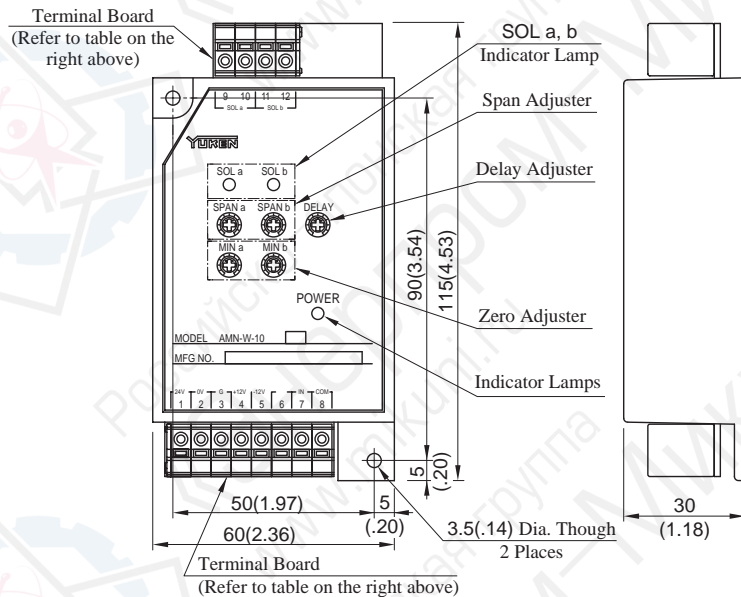 Terminal Board
(Refer to table on the
right above)
SOL a, b
Indicator Lamp
9 10 11 12
SOL a SOL b
YUKEN
Span Adjuster
SOL a SOL b
Delay Adjuster
SPAN a SPAN b DELAY
MIN a MIN b
90(3.54)
115(4.53)
POWER
Zero Adjuster
MODEL AMN-W-10
MFG NO.
Indicator Lamps
24V 0V G +12V -12V IN COM
1 2 3 4 5 6 7 8
5
(.20)
50(1.97)
5
(.20)
60(2.36)
3.5(.14) Dia. Though
2 Places
30
(1.18)
Terminal Board
(Refer to table on the right above)
www.mikuni.ru